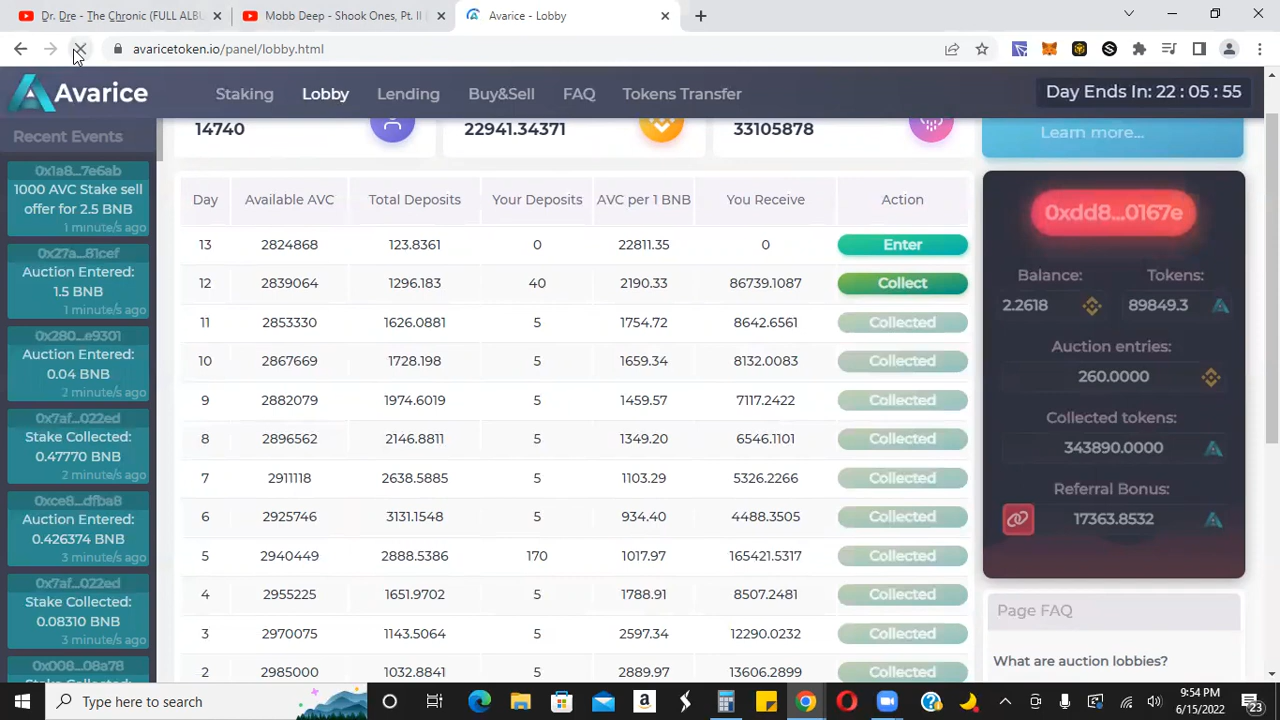 Dr. Dre - The Chronic (FULL ALBU
Mobb Deep - Shook Ones, Pt. II (
Avarice - Lobby
avaricetoken.io/panel/lobby.html
Avarice
Staking
Lobby
Lending
Buy&Sell
FAQ
Tokens Transfer
Day Ends In: 22 : 05 : 55
Recent Events
0x1a8...7e6ab
1000 AVC Stake sell
offer for 2.5 BNB
1 minute/s ago
0x27a...81cef
Auction Entered:
1.5 BNB
1 minute/s ago
0x280...e9301
Auction Entered:
0.04 BNB
2 minute/s ago
0x7af...022ed
Stake Collected:
0.47770 BNB
2 minute/s ago
0xce8...dfba8
Auction Entered:
0.426374 BNB
3 minute/s ago
0x7af...022ed
Stake Collected:
0.08310 BNB
3 minute/s ago
0x008...08a78
14740
22941.34371
33105878
Day Available AVC Total Deposits Your Deposits AVC per 1 BNB You Receive Action
13 2824868 123.8361 0 22811.35 0 Enter
12 2839064 1296.183 40 2190.33 86739.1087 Collect
11 2853330 1626.0881 5 1754.72 8642.6561 Collected
10 2867669 1728.198 5 1659.34 8132.0083 Collected
9 2882079 1974.6019 5 1459.57 7117.2422 Collected
8 2896562 2146.8811 5 1349.20 6546.1101 Collected
7 2911118 2638.5885 5 1103.29 5326.2266 Collected
6 2925746 3131.1548 5 934.40 4488.3505 Collected
5 2940449 2888.5386 170 1017.97 165421.5317 Collected
4 2955225 1651.9702 5 1788.91 8507.2481 Collected
3 2970075 1143.5064 5 2597.34 12290.0232 Collected
2 2985000 1032.8841 5 2889.97 13606.2899 Collected
Learn more...
0xdd8...0167e
Balance: Tokens:
2.2618 89849.3
Auction entries:
260.0000
Collected tokens:
343890.0000
Referral Bonus:
17363.8532
Page FAQ
What are auction lobbies?
Type here to search
9:54 PM
6/15/2022
23